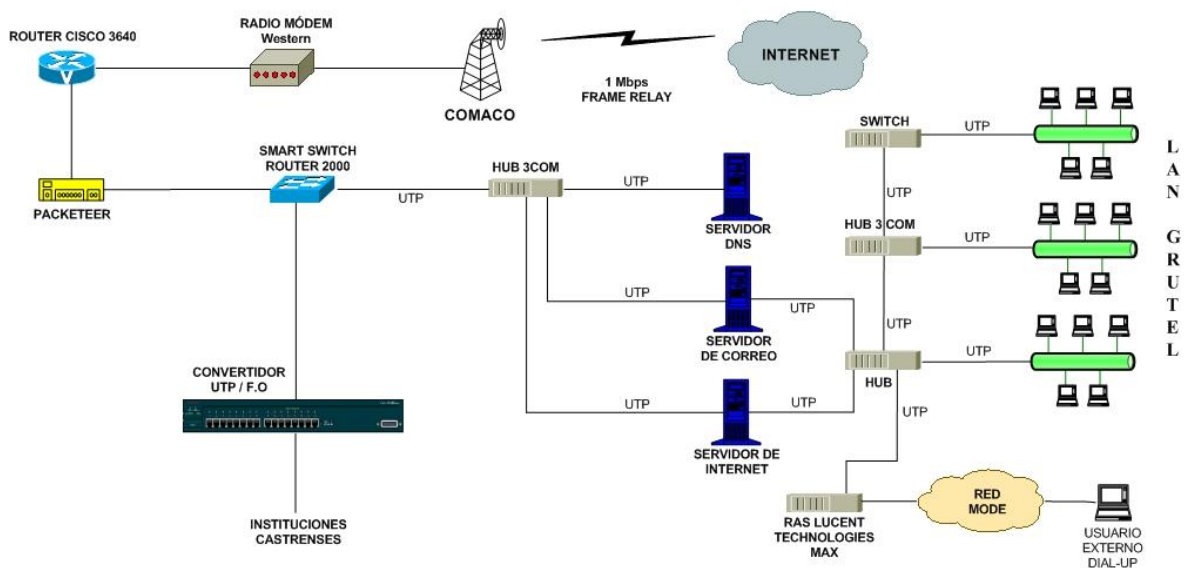 ROUTER CISCO 3640
RADIO MÓDEM
Western
COMACO
1 Mbps
FRAME RELAY
INTERNET
SWITCH
UTP
UTP
SMART SWITCH
ROUTER 2000
PACKETEER
UTP
HUB 3COM
UTP
SERVIDOR
DNS
HUB 3 COM
UTP
UTP
UTP
SERVIDOR
DE CORREO
UTP
HUB
UTP
UTP
CONVERTIDOR
UTP / F.O
UTP
SERVIDOR DE
INTERNET
UTP
INSTITUCIONES
CASTRENSES
RAS LUCENT
TECHNOLOGIES
MAX
RED
MODE
USUARIO
EXTERNO
DIAL-UP
LAN GRUTEL